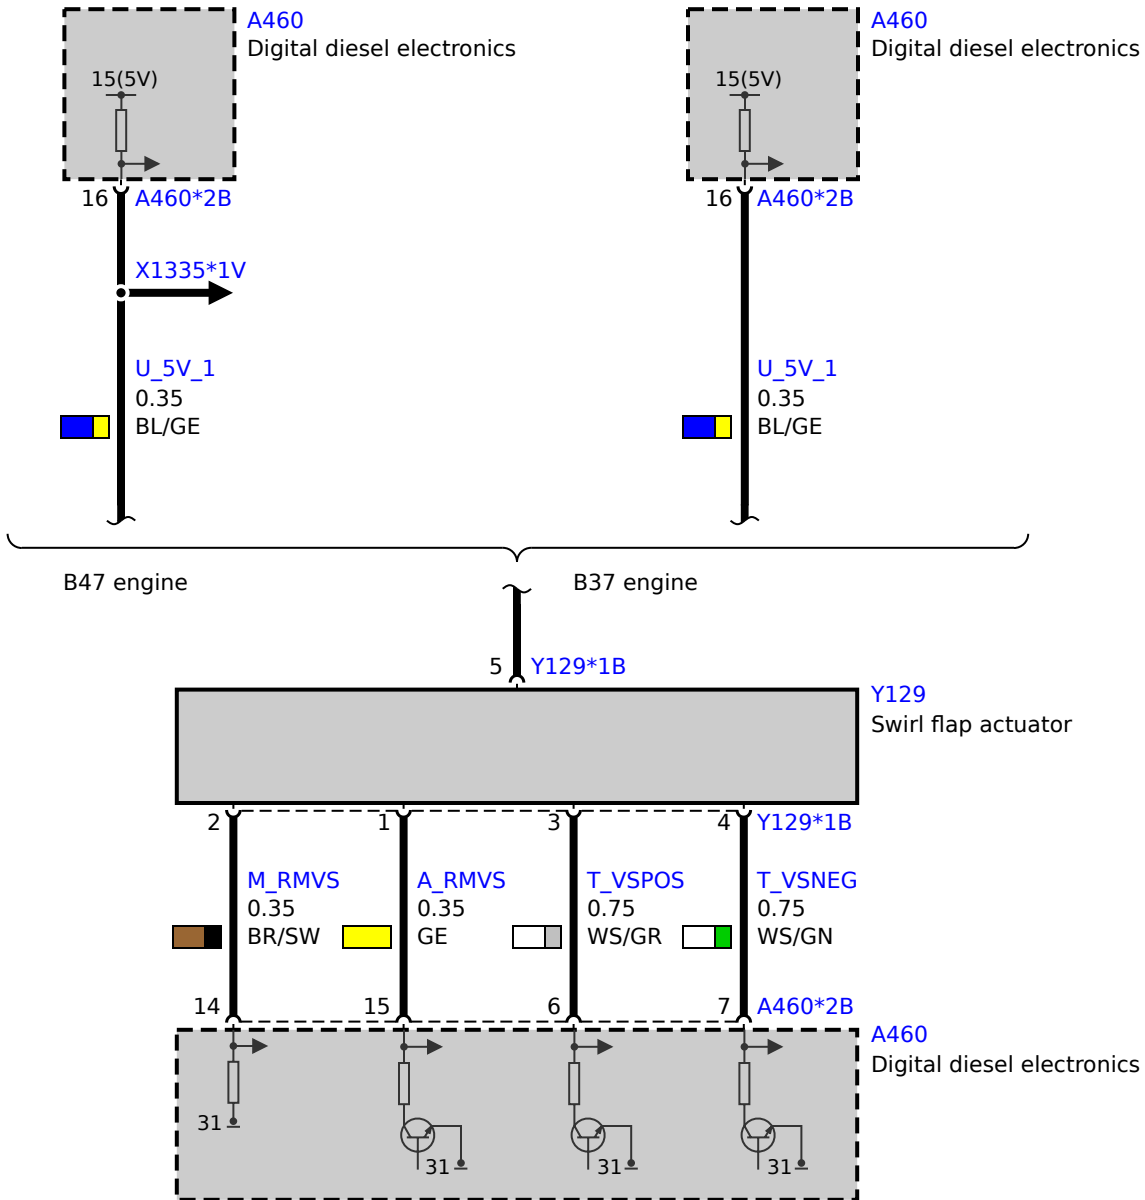 A460
Digital diesel electronics
15(5V)
16 A460*2B
X1335*1V
U_5V_1
0.35
BL/GE
A460
Digital diesel electronics
15(5V)
16 A460*2B
U_5V_1
0.35
BL/GE
B47 engine
B37 engine
5 Y129*1B
Y129
Swirl flap actuator
2 1 3 4 Y129*1B
M_RMVS
0.35
BR/SW
A_RMVS
0.35
GE
T_VSPOS
0.75
WS/GR
T_VSNEG
0.75
WS/GN
14 15 6 7 A460*2B
A460
Digital diesel electronics
31
31 31 31